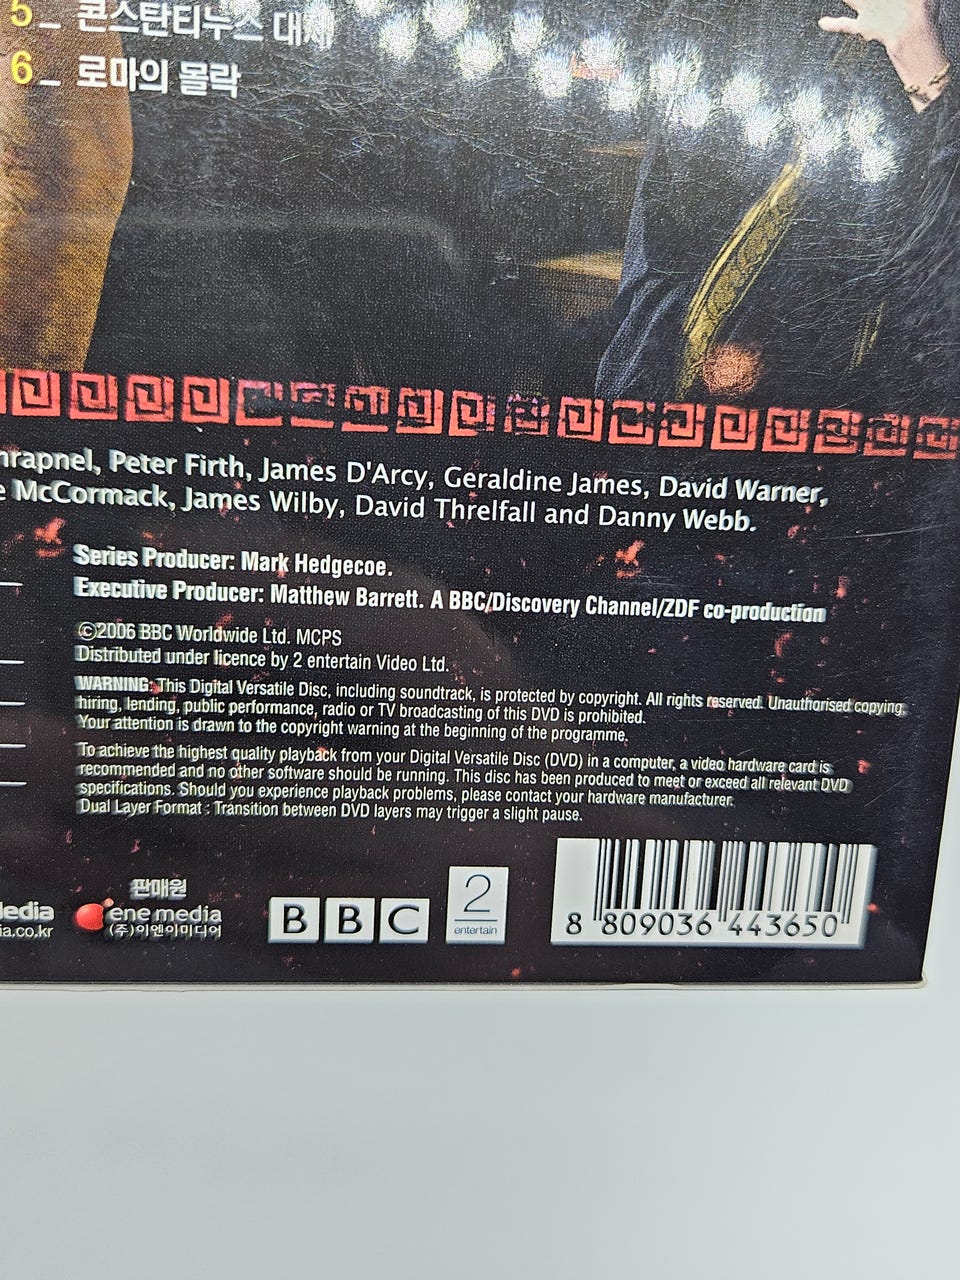 5_ 콘스탄티누스 대제
6_ 로마의 몰락
hrapnel, Peter Firth, James D'Arcy, Geraldine James, David Warner,
e McCormack, James Wilby, David Threlfall and Danny Webb.
Series Producer: Mark Hedgecoe.
Executive Producer: Matthew Barrett. A BBC/Discovery Channel/ZDF co-production
©2006 BBC Worldwide Ltd. MCPS
Distributed under licence by 2 entertain Video Ltd.
WARNING: This Digital Versatile Disc, including soundtrack, is protected by copyright. All rights reserved. Unauthorised copying,
hiring, lending, public performance, radio or TV broadcasting of this DVD is prohibited.
Your attention is drawn to the copyright warning at the beginning of the programme.
To achieve the highest quality playback from your Digital Versatile Disc (DVD) in a computer, a video hardware card is
recommended and no other software should be running. This disc has been produced to meet or exceed all relevant DVD
specifications. Should you experience playback problems, please contact your hardware manufacturer.
Dual Layer Format : Transition between DVD layers may trigger a slight pause.
판매원
edia
ene media
ia.co.kr
(주)이엔이미디어
BBC
2
entertain
8 809036 443650